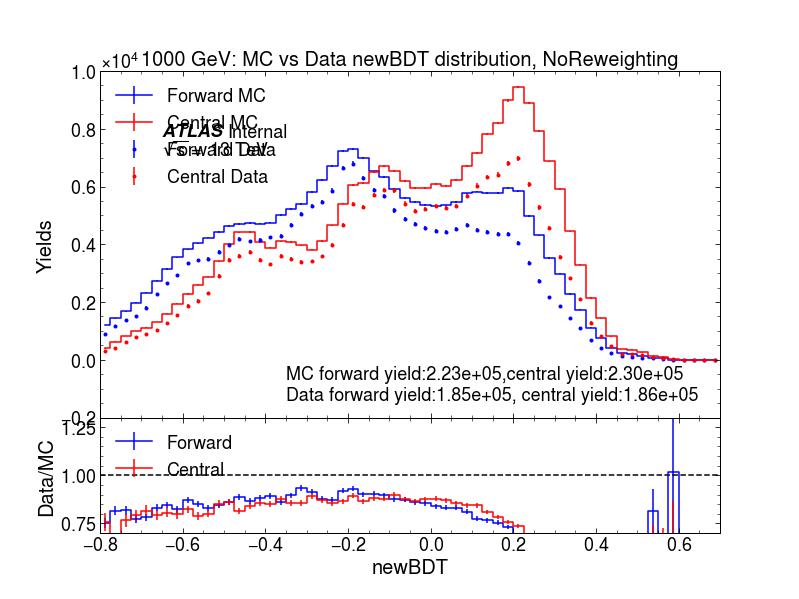 ×10⁴ 1000 GeV: MC vs Data newBDT distribution, NoReweighting
1.0
0.8
0.6
0.4
0.2
0.0
0.2
Yields
Forward MC
Central MC
ATLAS Internal
Forward Data
√s = 13 TeV
Central Data
MC forward yield:2.23e+05,central yield:2.30e+05
Data forward yield:1.85e+05, central yield:1.86e+05
1.25
1.00
0.75
Data/MC
Forward
Central
−0.8 −0.6 −0.4 −0.2 0.0 0.2 0.4 0.6
newBDT